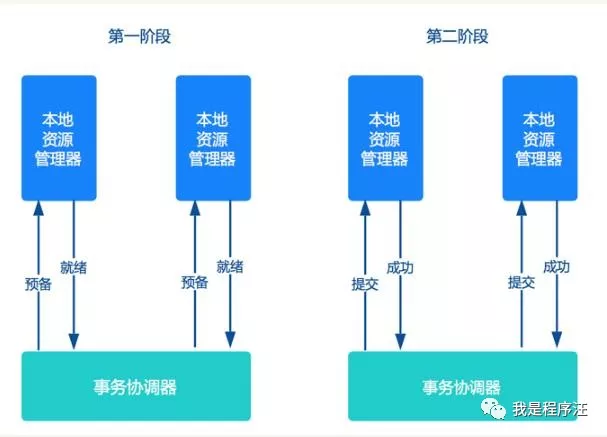 第一阶段
第二阶段
本地
资源
管理器
本地
资源
管理器
本地
资源
管理器
本地
资源
管理器
预备
就绪
预备
就绪
提交
成功
提交
成功
事务协调器
事务协调器
我是程序汪